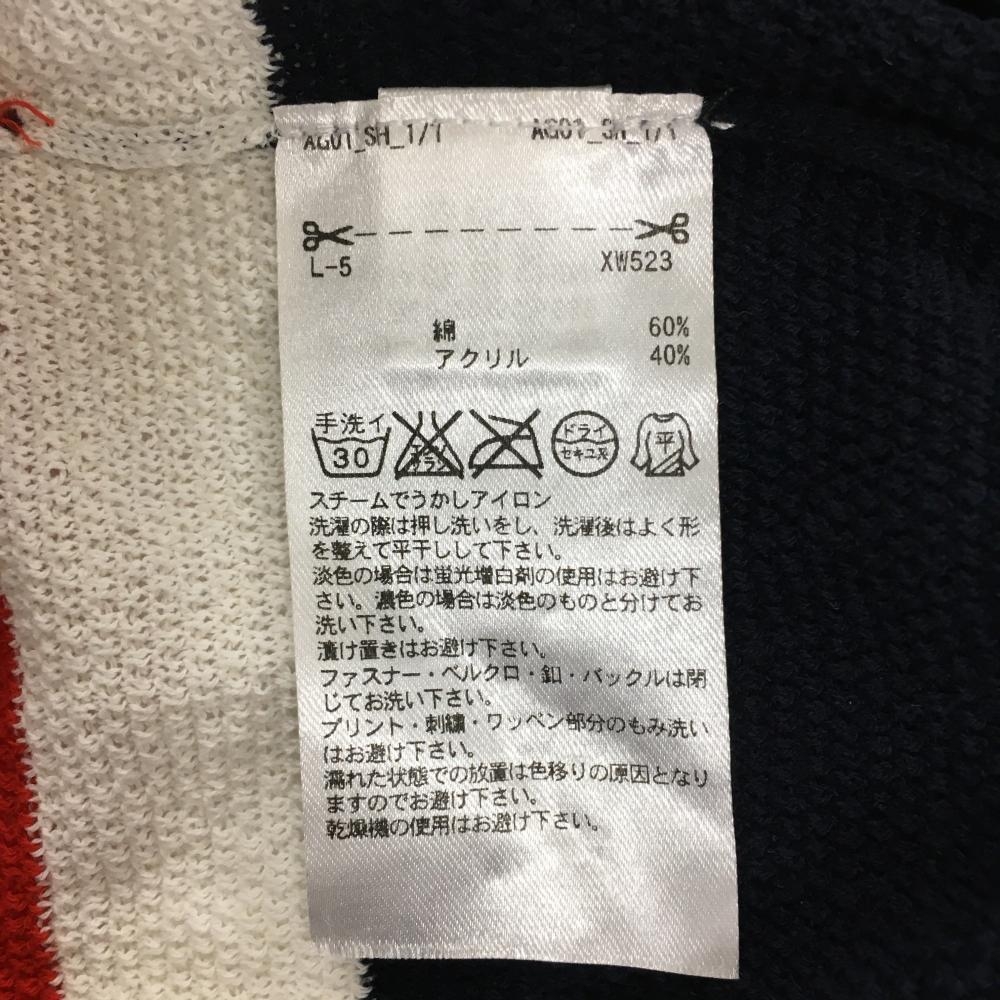 AG01_SH_1/1 AG01_SH_1/1
L-5 XW523
綿 60%
アクリル 40%
手洗イ
30
エンソ
サラシ
ドライ
セキユ系
平
スチームでうかしアイロン
洗濯の際は押し洗いをし、洗濯後はよく形
を整えて平干しして下さい。
淡色の場合は蛍光増白剤の使用はお避け下
さい。濃色の場合は淡色のものと分けてお
洗い下さい。
漬け置きはお避け下さい。
ファスナー・ベルクロ・釦・バックルは閉
じてお洗い下さい。
プリント・刺繍・ワッペン部分のもみ洗い
はお避け下さい。
濡れた状態での放置は色移りの原因となり
ますのでお避け下さい。
乾燥機の使用はお避け下さい。